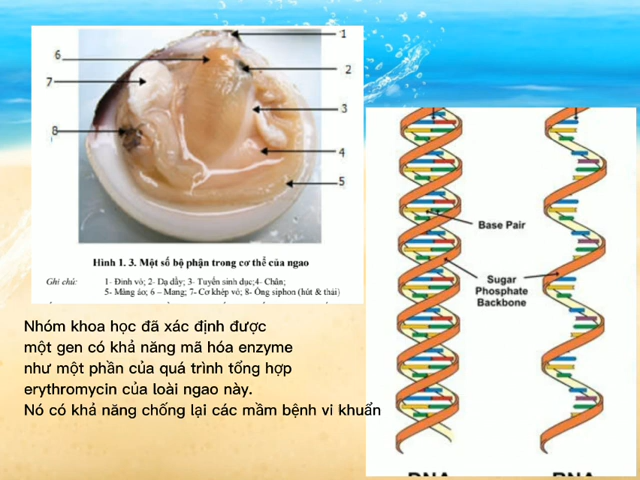 1
6
2
7
3
8
4
5
Hình 1. 3. Một số bộ phận trong cơ thể của ngao
Ghi chú: 1- Đỉnh vỏ; 2- Dạ dầy; 3- Tuyến sinh dục;4- Chân;
5- Màng áo; 6 – Mang; 7- Cơ khép vỏ; 8- Ống siphon (hút & thải)
Base Pair
Sugar
Phosphate
Backbone
Nhóm khoa học đã xác định được
một gen có khả năng mã hóa enzyme
như một phần của quá trình tổng hợp
erythromycin của loài ngao này.
Nó có khả năng chống lại các mầm bệnh vi khuẩn